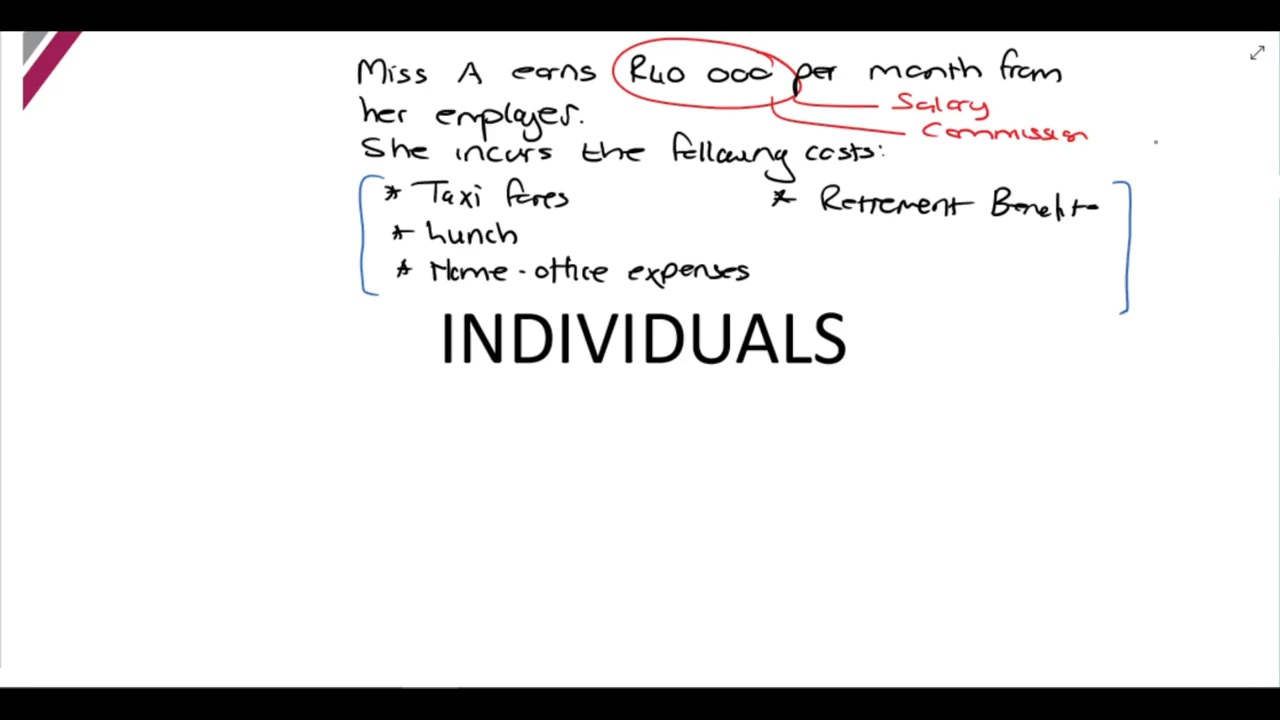 Miss A earns R40 000 per month from
Salary
her employer.
Commission
She incurs the following costs:
* Taxi fares
* Retirement Benefit
* Lunch
* Home-office expenses
INDIVIDUALS